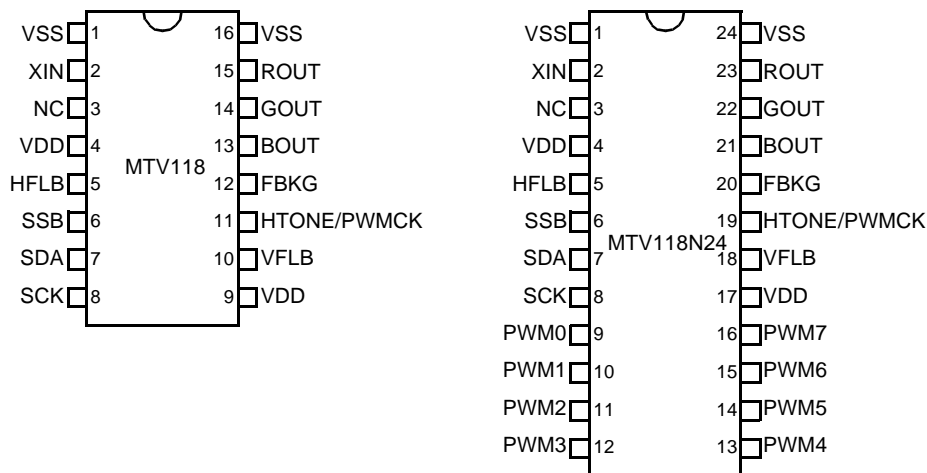 VSS 1 16 VSS
XIN 2 15 ROUT
NC 3 14 GOUT
VDD 4 13 BOUT
MTV118
HFLB 5 12 FBKG
SSB 6 11 HTONE/PWMCK
SDA 7 10 VFLB
SCK 8 9 VDD
VSS 1 24 VSS
XIN 2 23 ROUT
NC 3 22 GOUT
VDD 4 21 BOUT
HFLB 5 20 FBKG
SSB 6 19 HTONE/PWMCK
MTV118N24
SDA 7 18 VFLB
SCK 8 17 VDD
PWM0 9 16 PWM7
PWM1 10 15 PWM6
PWM2 11 14 PWM5
PWM3 12 13 PWM4